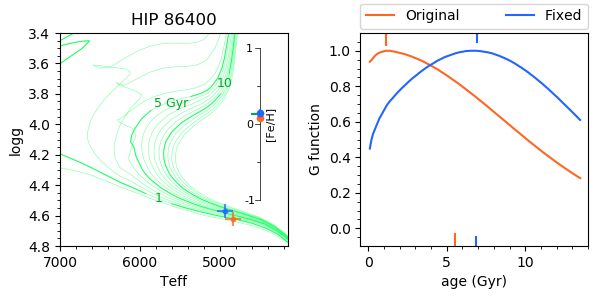 HIP 86400
Original
Fixed
3.4
3.6
3.8
4.0
4.2
4.4
4.6
4.8
logg
7000
6000
5000
Teff
10
5 Gyr
1
1
0
-1
[Fe/H]
1.0
0.8
0.6
0.4
0.2
0.0
G function
0
5
10
age (Gyr)